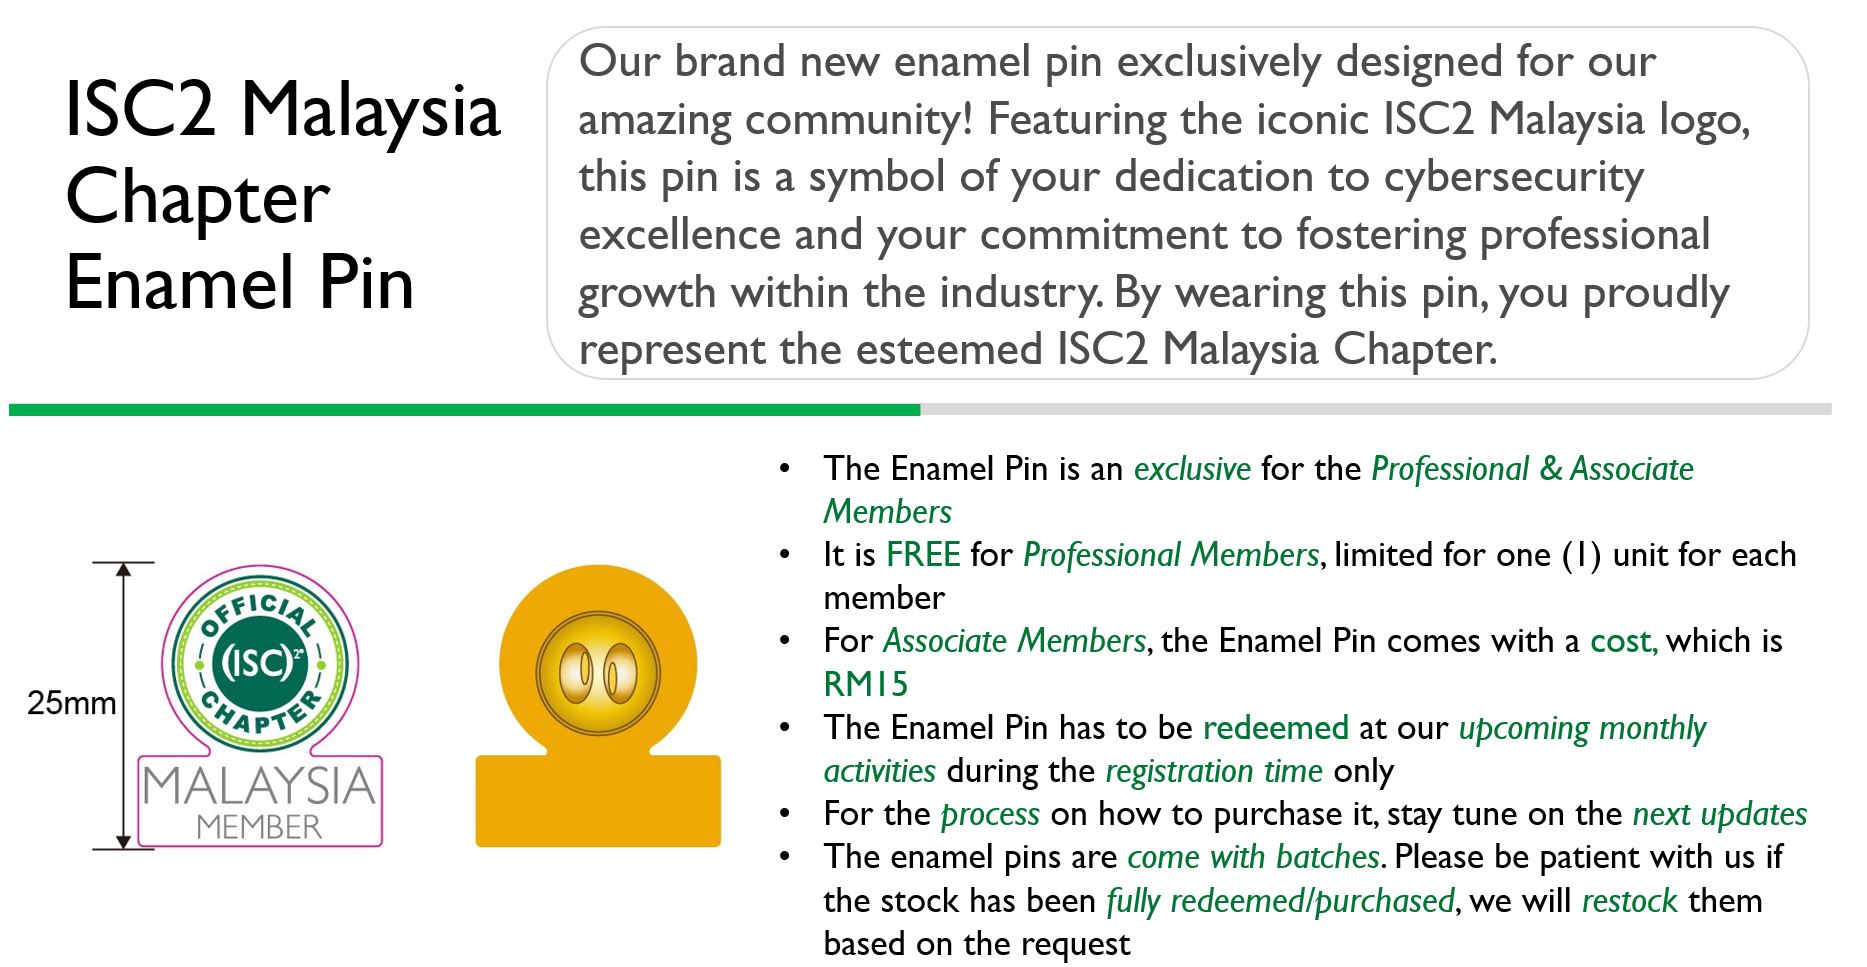 ISC2 Malaysia
Chapter
Enamel Pin
Our brand new enamel pin exclusively designed for our
amazing community! Featuring the iconic ISC2 Malaysia logo,
this pin is a symbol of your dedication to cybersecurity
excellence and your commitment to fostering professional
growth within the industry. By wearing this pin, you proudly
represent the esteemed ISC2 Malaysia Chapter.
25mm
OFFICIAL
(ISC)²®
CHAPTER
MALAYSIA
MEMBER
• The Enamel Pin is an exclusive for the Professional & Associate
Members
• It is FREE for Professional Members, limited for one (1) unit for each
member
• For Associate Members, the Enamel Pin comes with a cost, which is
RM15
• The Enamel Pin has to be redeemed at our upcoming monthly
activities during the registration time only
• For the process on how to purchase it, stay tune on the next updates
• The enamel pins are come with batches. Please be patient with us if
the stock has been fully redeemed/purchased, we will restock them
based on the request